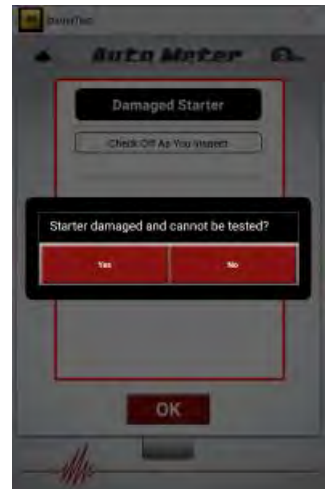 Auto Meter
Damaged Starter
Check Off As You Inspect
Starter damaged and cannot be tested?
Yes
No
OK